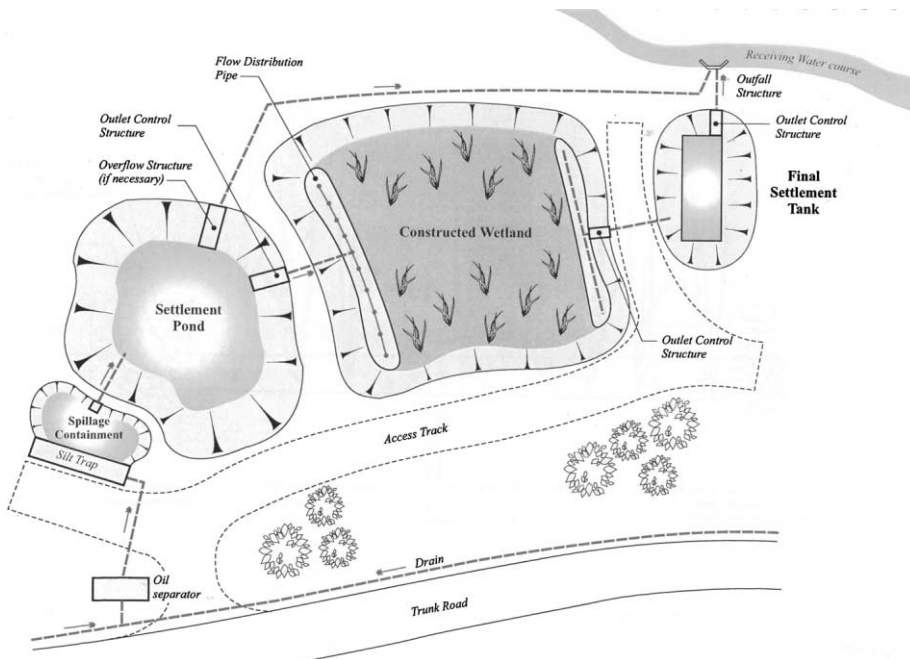 Receiving Water course
Flow Distribution
Pipe
Outfall
Structure
Outlet Control
Structure
Outlet Control
Structure
Overflow Structure
(if necessary)
Final
Settlement
Tank
Constructed Wetland
Settlement
Pond
Outlet Control
Structure
Spillage
Containment
Silt Trap
Access Track
Oil
separator
Drain
Trunk Road